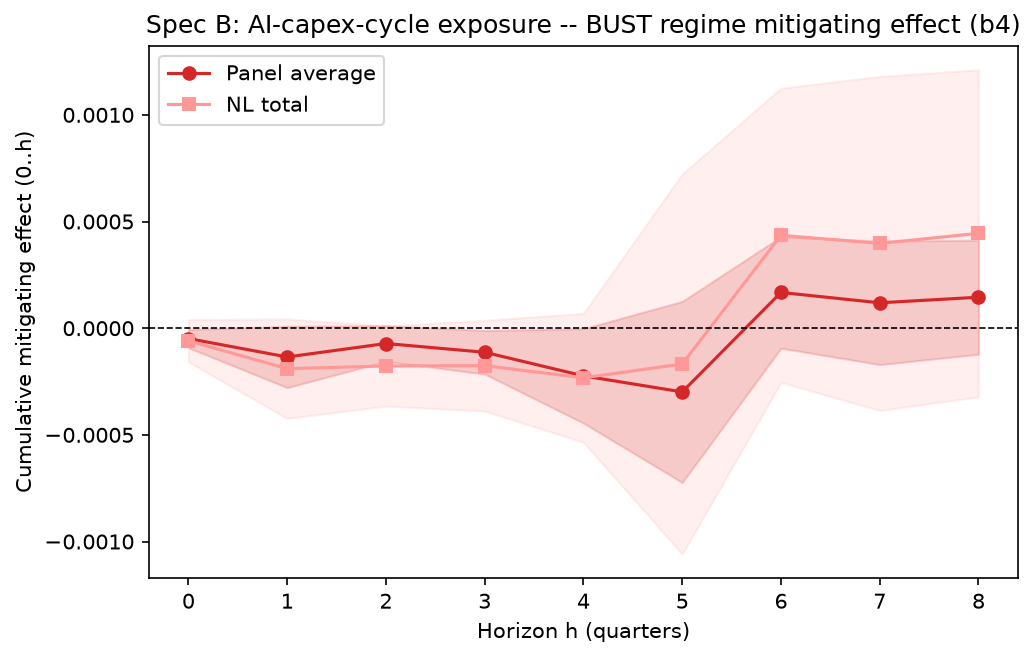 Spec B: AI-capex-cycle exposure -- BUST regime mitigating effect (b4)
Panel average
NL total
Cumulative mitigating effect (0..h)
0.0010
0.0005
0.0000
−0.0005
−0.0010
0 1 2 3 4 5 6 7 8
Horizon h (quarters)